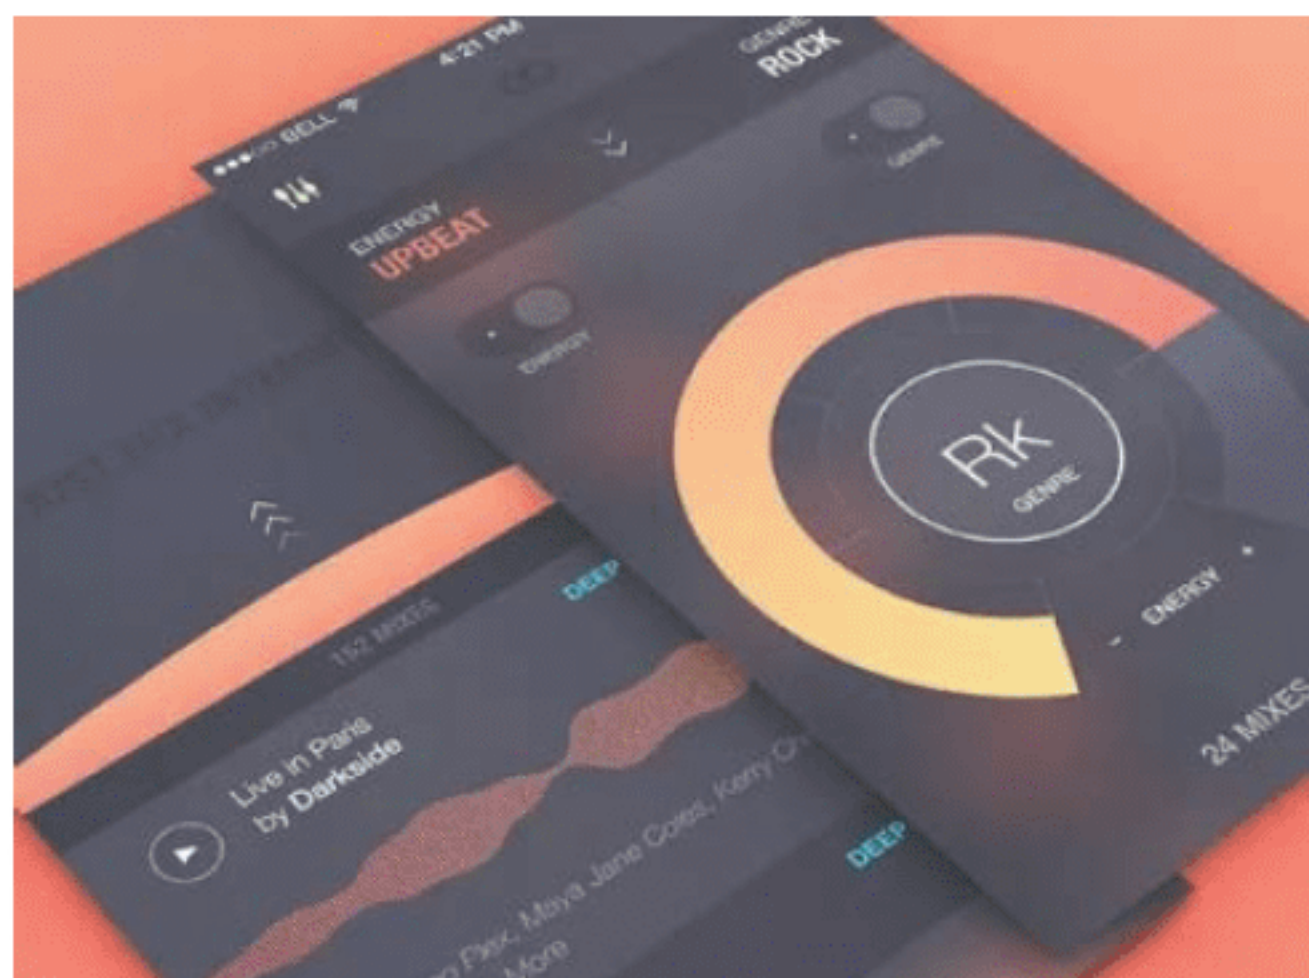 BELL
4:21 PM
GENRE
ROCK
ENERGY
UPBEAT
GENRE
ENERGY
Rk
GENRE
- ENERGY +
24 MIXES
152 MIXES
DEEP
Live in Paris
by Darkside
Maya Jane Coles, Kerry
More
DEEP